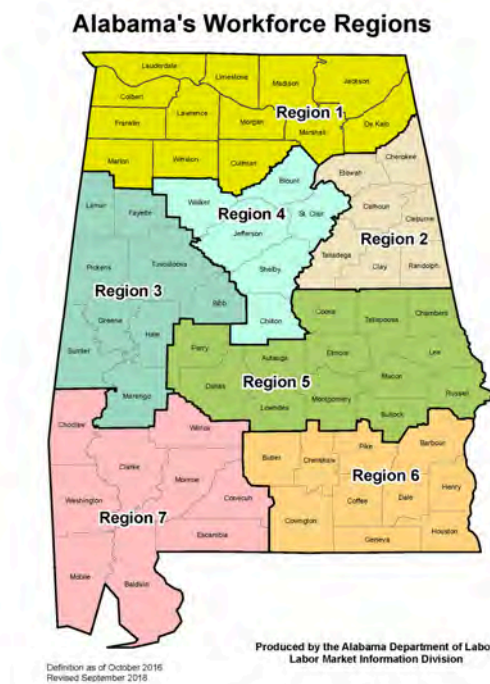 Alabama's Workforce Regions
Lauderdale
Limestone
Madison
Jackson
Colbert
Lawrence
Region 1
Franklin
Morgan
Marshall
De Kalb
Marion
Winston
Cullman
Cherokee
Etowah
Blount
Walker
Lamar
Fayette
Region 4
St. Clair
Calhoun
Cleburne
Jefferson
Region 2
Tuscaloosa
Talladega
Pickens
Shelby
Clay
Randolph
Region 3
Bibb
Greene
Chilton
Coosa
Tallapoosa
Chambers
Hale
Perry
Autauga
Elmore
Lee
Sumter
Macon
Dallas
Region 5
Marengo
Montgomery
Russell
Lowndes
Bullock
Choctaw
Wilcox
Pike
Barbour
Butler
Crenshaw
Clarke
Region 6
Monroe
Henry
Washington
Coffee
Dale
Conecuh
Region 7
Covington
Escambia
Houston
Geneva
Mobile
Baldwin
Produced by the Alabama Department of Labo
Labor Market Information Division
Definition as of October 2016
Revised September 2018